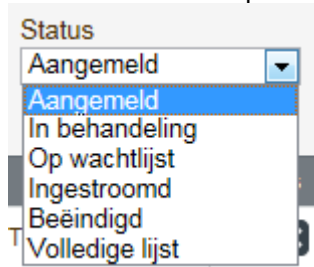 Status
Aangemeld
Aangemeld
In behandeling
Op wachtlijst
Ingestroomd
Beëindigd
Volledige lijst